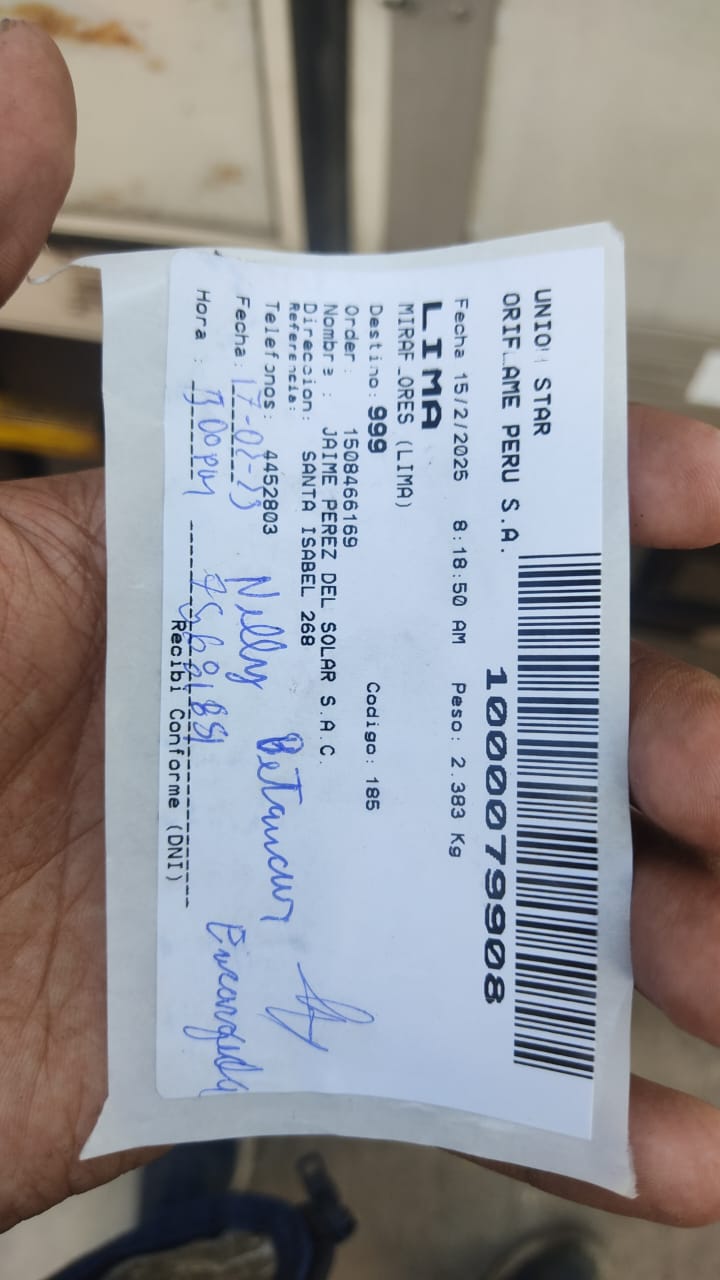 UNION STAR
ORIFLAME PERU S.A.
1000079908
Fecha 15/2/2025 8:18:50 AM Peso: 2.383 Kg
LIMA
MIRAFLORES (LIMA)
Destino: 999 Codigo: 185
Order : 1508466169
Nombre : JAIME PEREZ DEL SOLAR S.A.C.
Direccion: SANTA ISABEL 268
Referencia:
Telefonos: 4452803
Fecha: 17-02-25 Nelly Betancur
Hora : 13:00pm Encargada
Recibi Conforme (DNI)